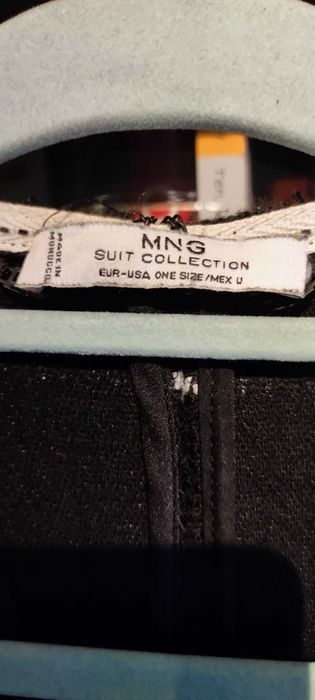 MNG
SUIT COLLECTION
EUR-USA ONE SIZE/MEX U
MADE IN
MOROCCO